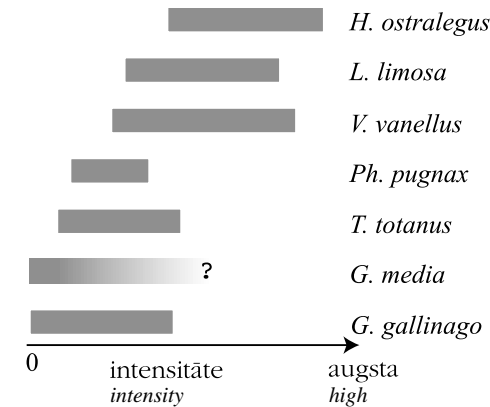 H. ostralegus
L. limosa
V. vanellus
Ph. pugnax
T. totanus
? G. media
G. gallinago
0
intensitāte augsta
intensity high